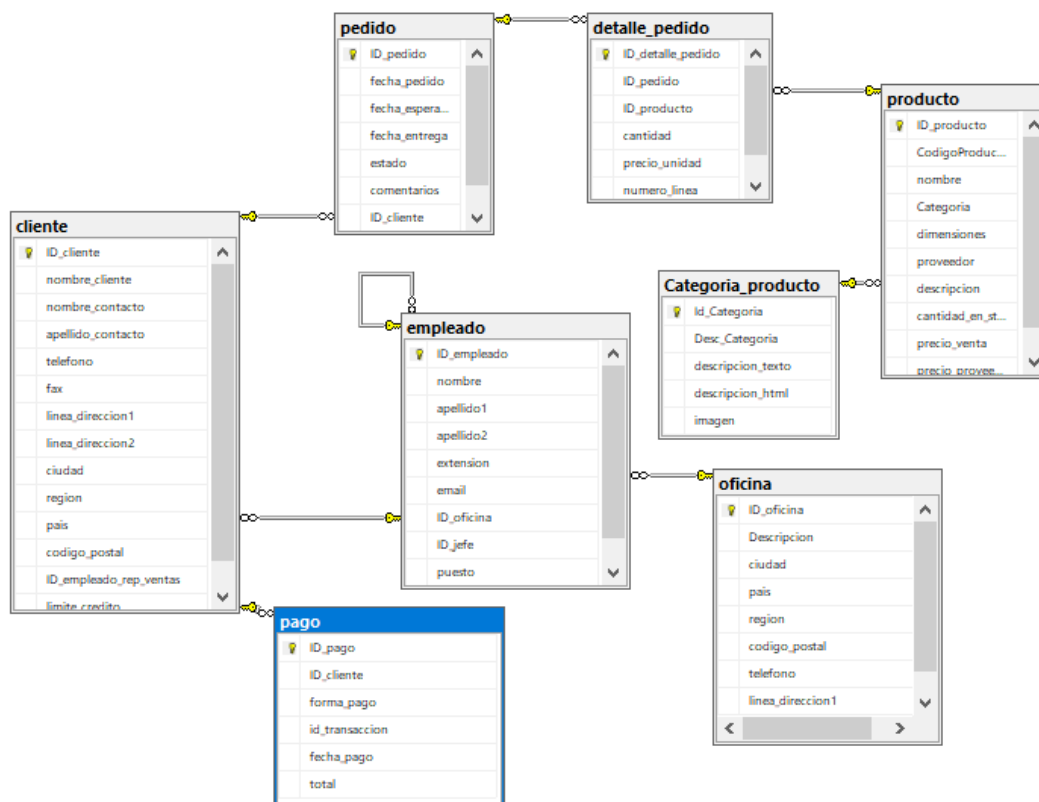 pedido
ID_pedido
fecha_pedido
fecha_espera...
fecha_entrega
estado
comentarios
ID_cliente
detalle_pedido
ID_detalle_pedido
ID_pedido
ID_producto
cantidad
precio_unidad
numero_linea
producto
ID_producto
CodigoProduc...
nombre
Categoria
dimensiones
proveedor
descripcion
cantidad_en_st...
precio_venta
precio_provee...
cliente
ID_cliente
nombre_cliente
nombre_contacto
apellido_contacto
telefono
fax
linea_direccion1
linea_direccion2
ciudad
region
pais
codigo_postal
ID_empleado_rep_ventas
limite_credito
empleado
ID_empleado
nombre
apellido1
apellido2
extension
email
ID_oficina
ID_jefe
puesto
Categoria_producto
Id_Categoria
Desc_Categoria
descripcion_texto
descripcion_html
imagen
oficina
ID_oficina
Descripcion
ciudad
pais
region
codigo_postal
telefono
linea_direccion1
pago
ID_pago
ID_cliente
forma_pago
id_transaccion
fecha_pago
total